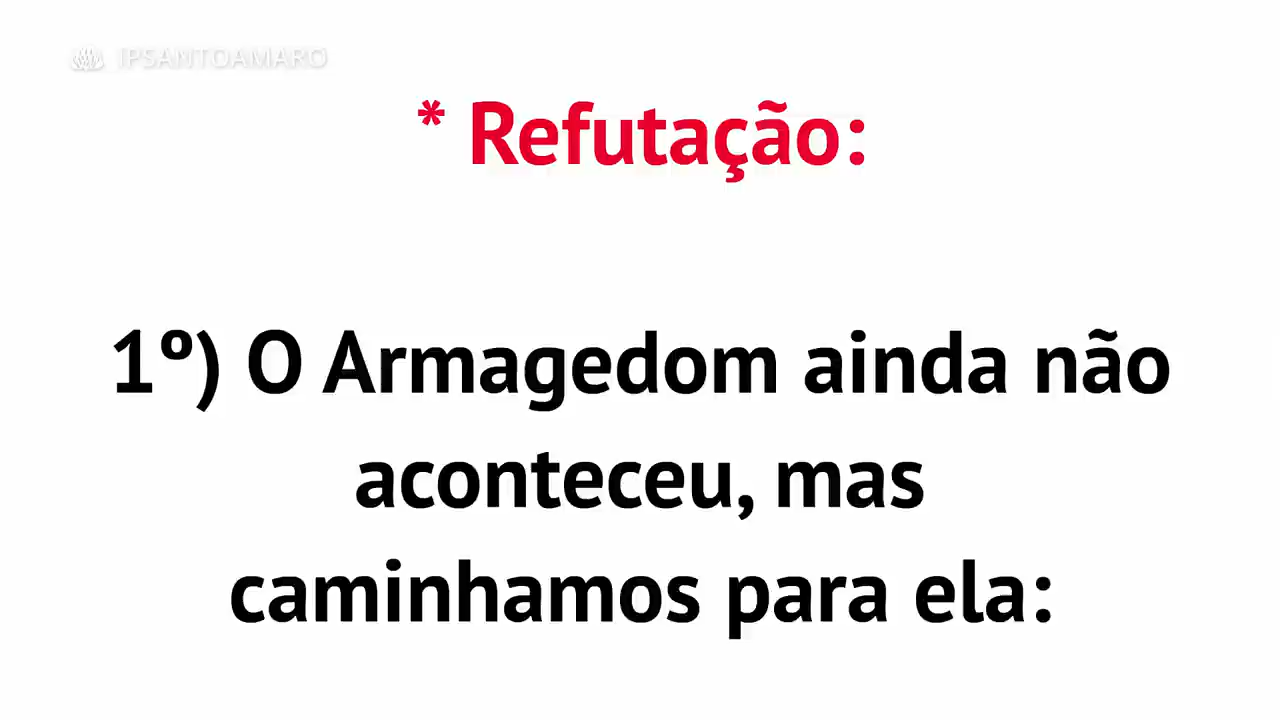 IPSANTOAMARO
* Refutação:
1º) O Armagedom ainda não
aconteceu, mas
caminhamos para ela: